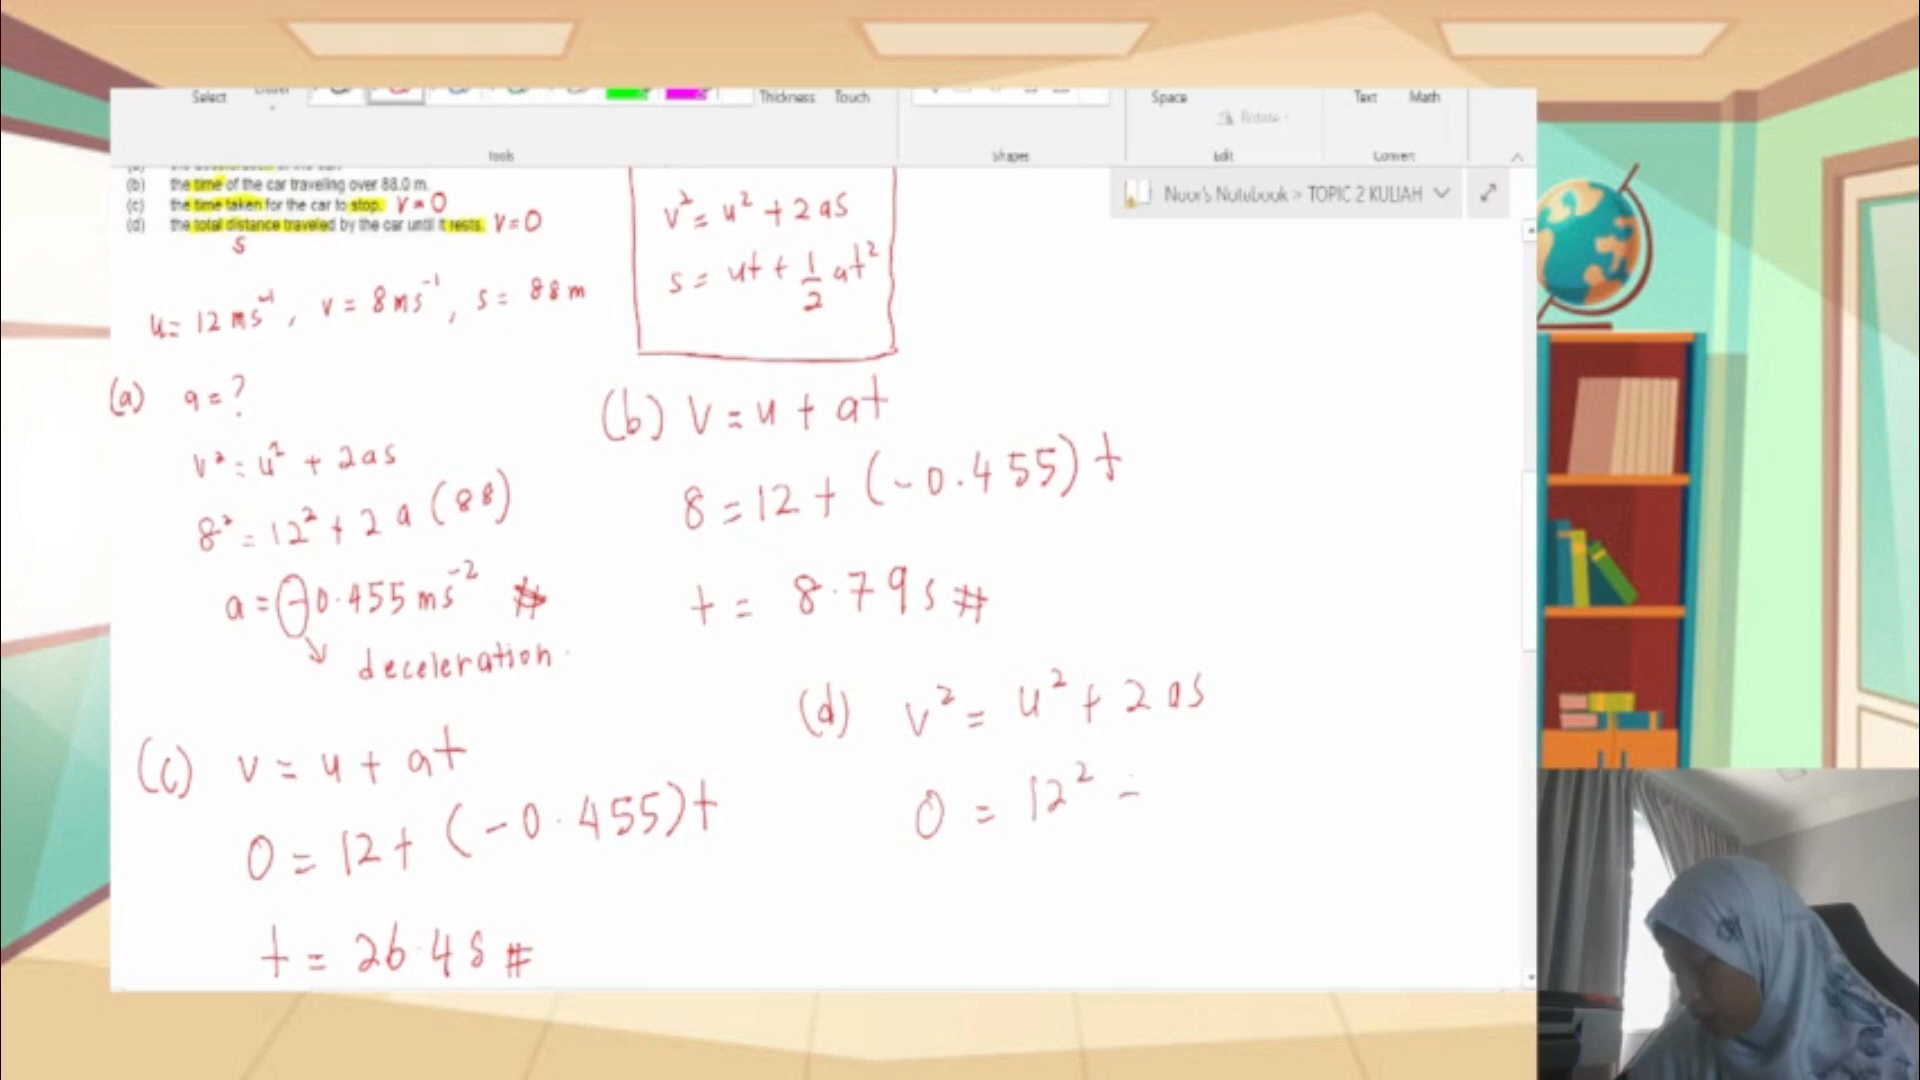 Select
Thickness
Touch
Space
Text
Math
Rotate
Tools
Shapes
Edit
Convert
Noor's Notebook > TOPIC 2 KULIAH
(b) the time of the car traveling over 88.0 m.
(c) the time taken for the car to stop. V = 0
(d) the total distance traveled by the car until it rests. V = 0
s
u = 12 ms⁻¹, v = 8 ms⁻¹, s = 88 m
v² = u² + 2as
s = ut + 1/2 at²
(a) a = ?
v² = u² + 2as
8² = 12² + 2a(88)
a = -0.455 ms⁻² #
deceleration.
(b) V = u + at
8 = 12 + (-0.455)t
t = 8.79 s #
(c) v = u + at
0 = 12 + (-0.455)t
t = 26.4 s #
(d) v² = u² + 2as
0 = 12² -